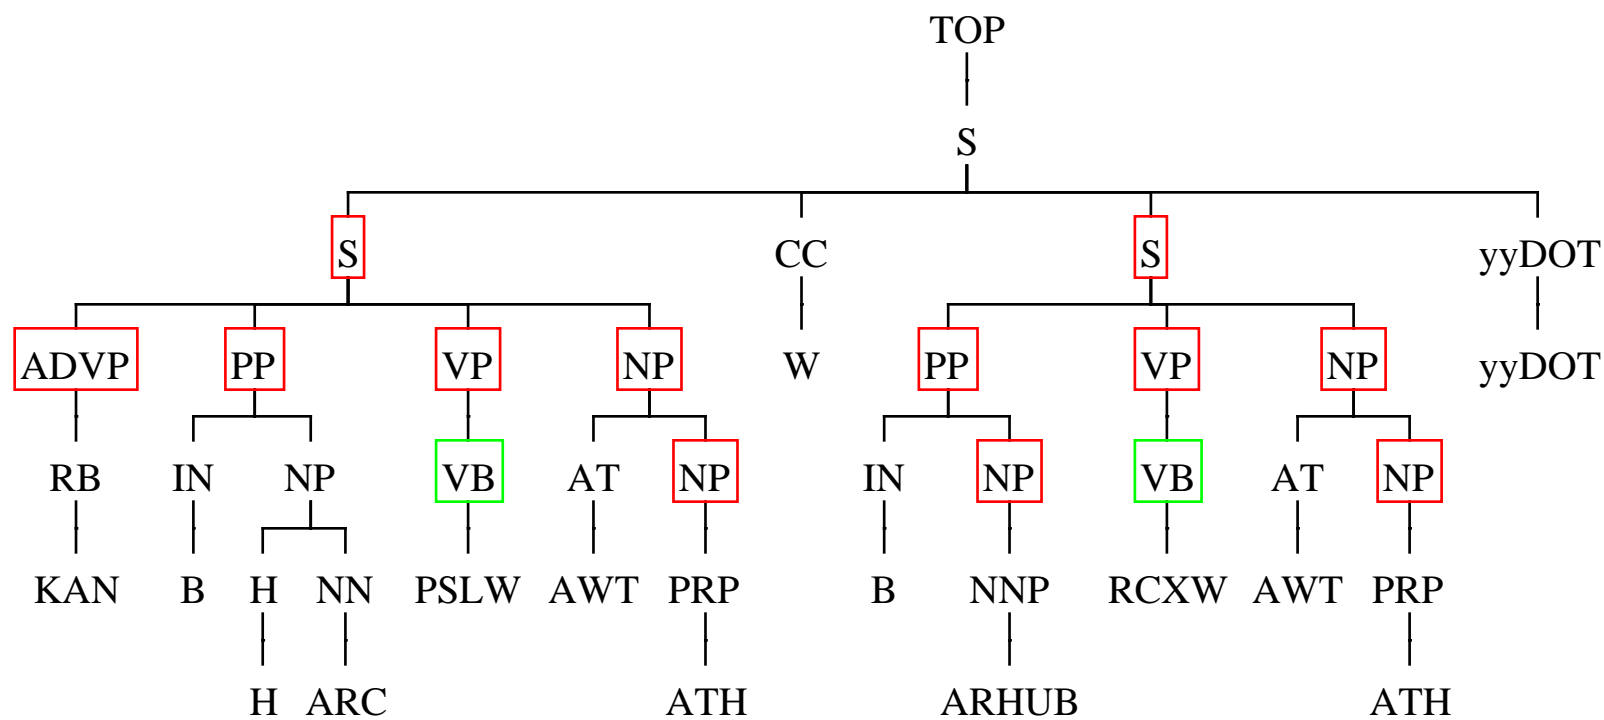 TOP
S
S CC S yyDOT
ADVP PP VP NP W PP VP NP yyDOT
RB IN NP VB AT NP IN NP VB AT NP
KAN B H NN PSLW AWT PRP B NNP RCXW AWT PRP
H ARC ATH ARHUB ATH